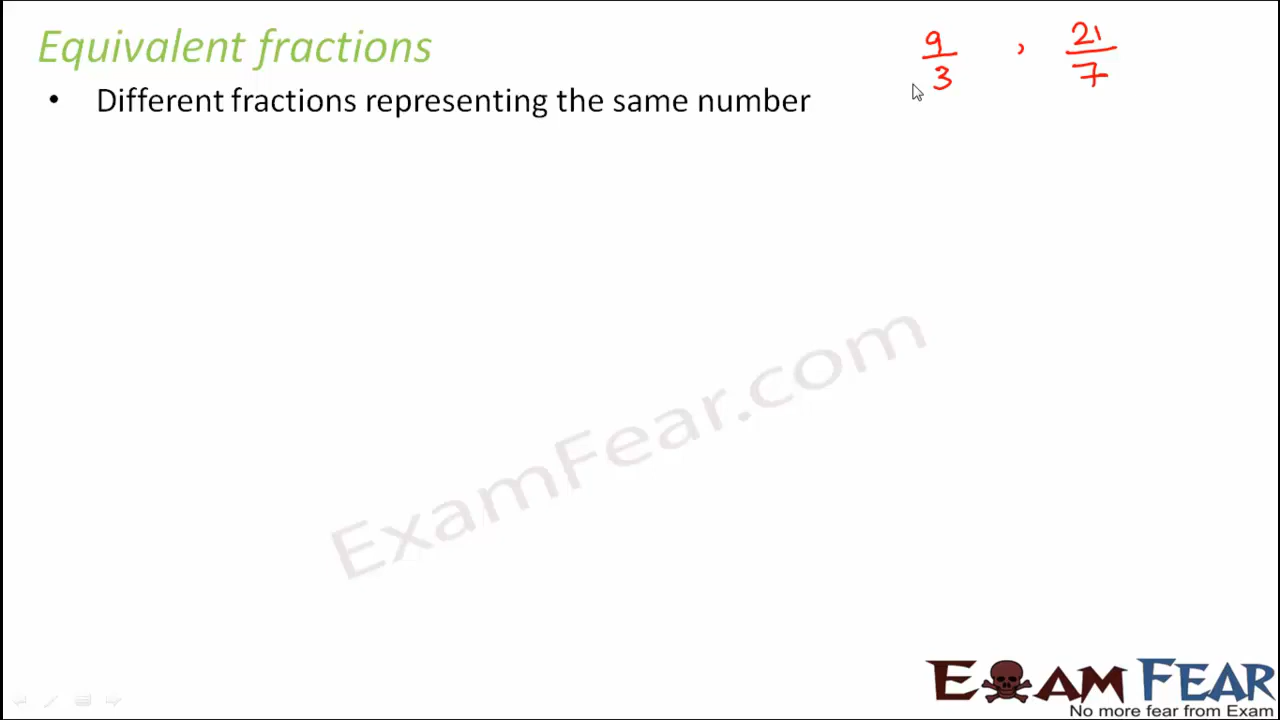 Equivalent fractions
9/3 , 21/7
• Different fractions representing the same number
ExamFear.com
EXAM FEAR
No more fear from Exam